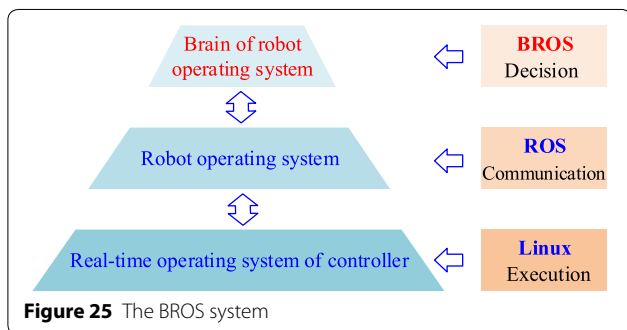 Brain of robot
operating system
BROS
Decision
Robot operating system
ROS
Communication
Real-time operating system of controller
Linux
Execution
Figure 25 The BROS system